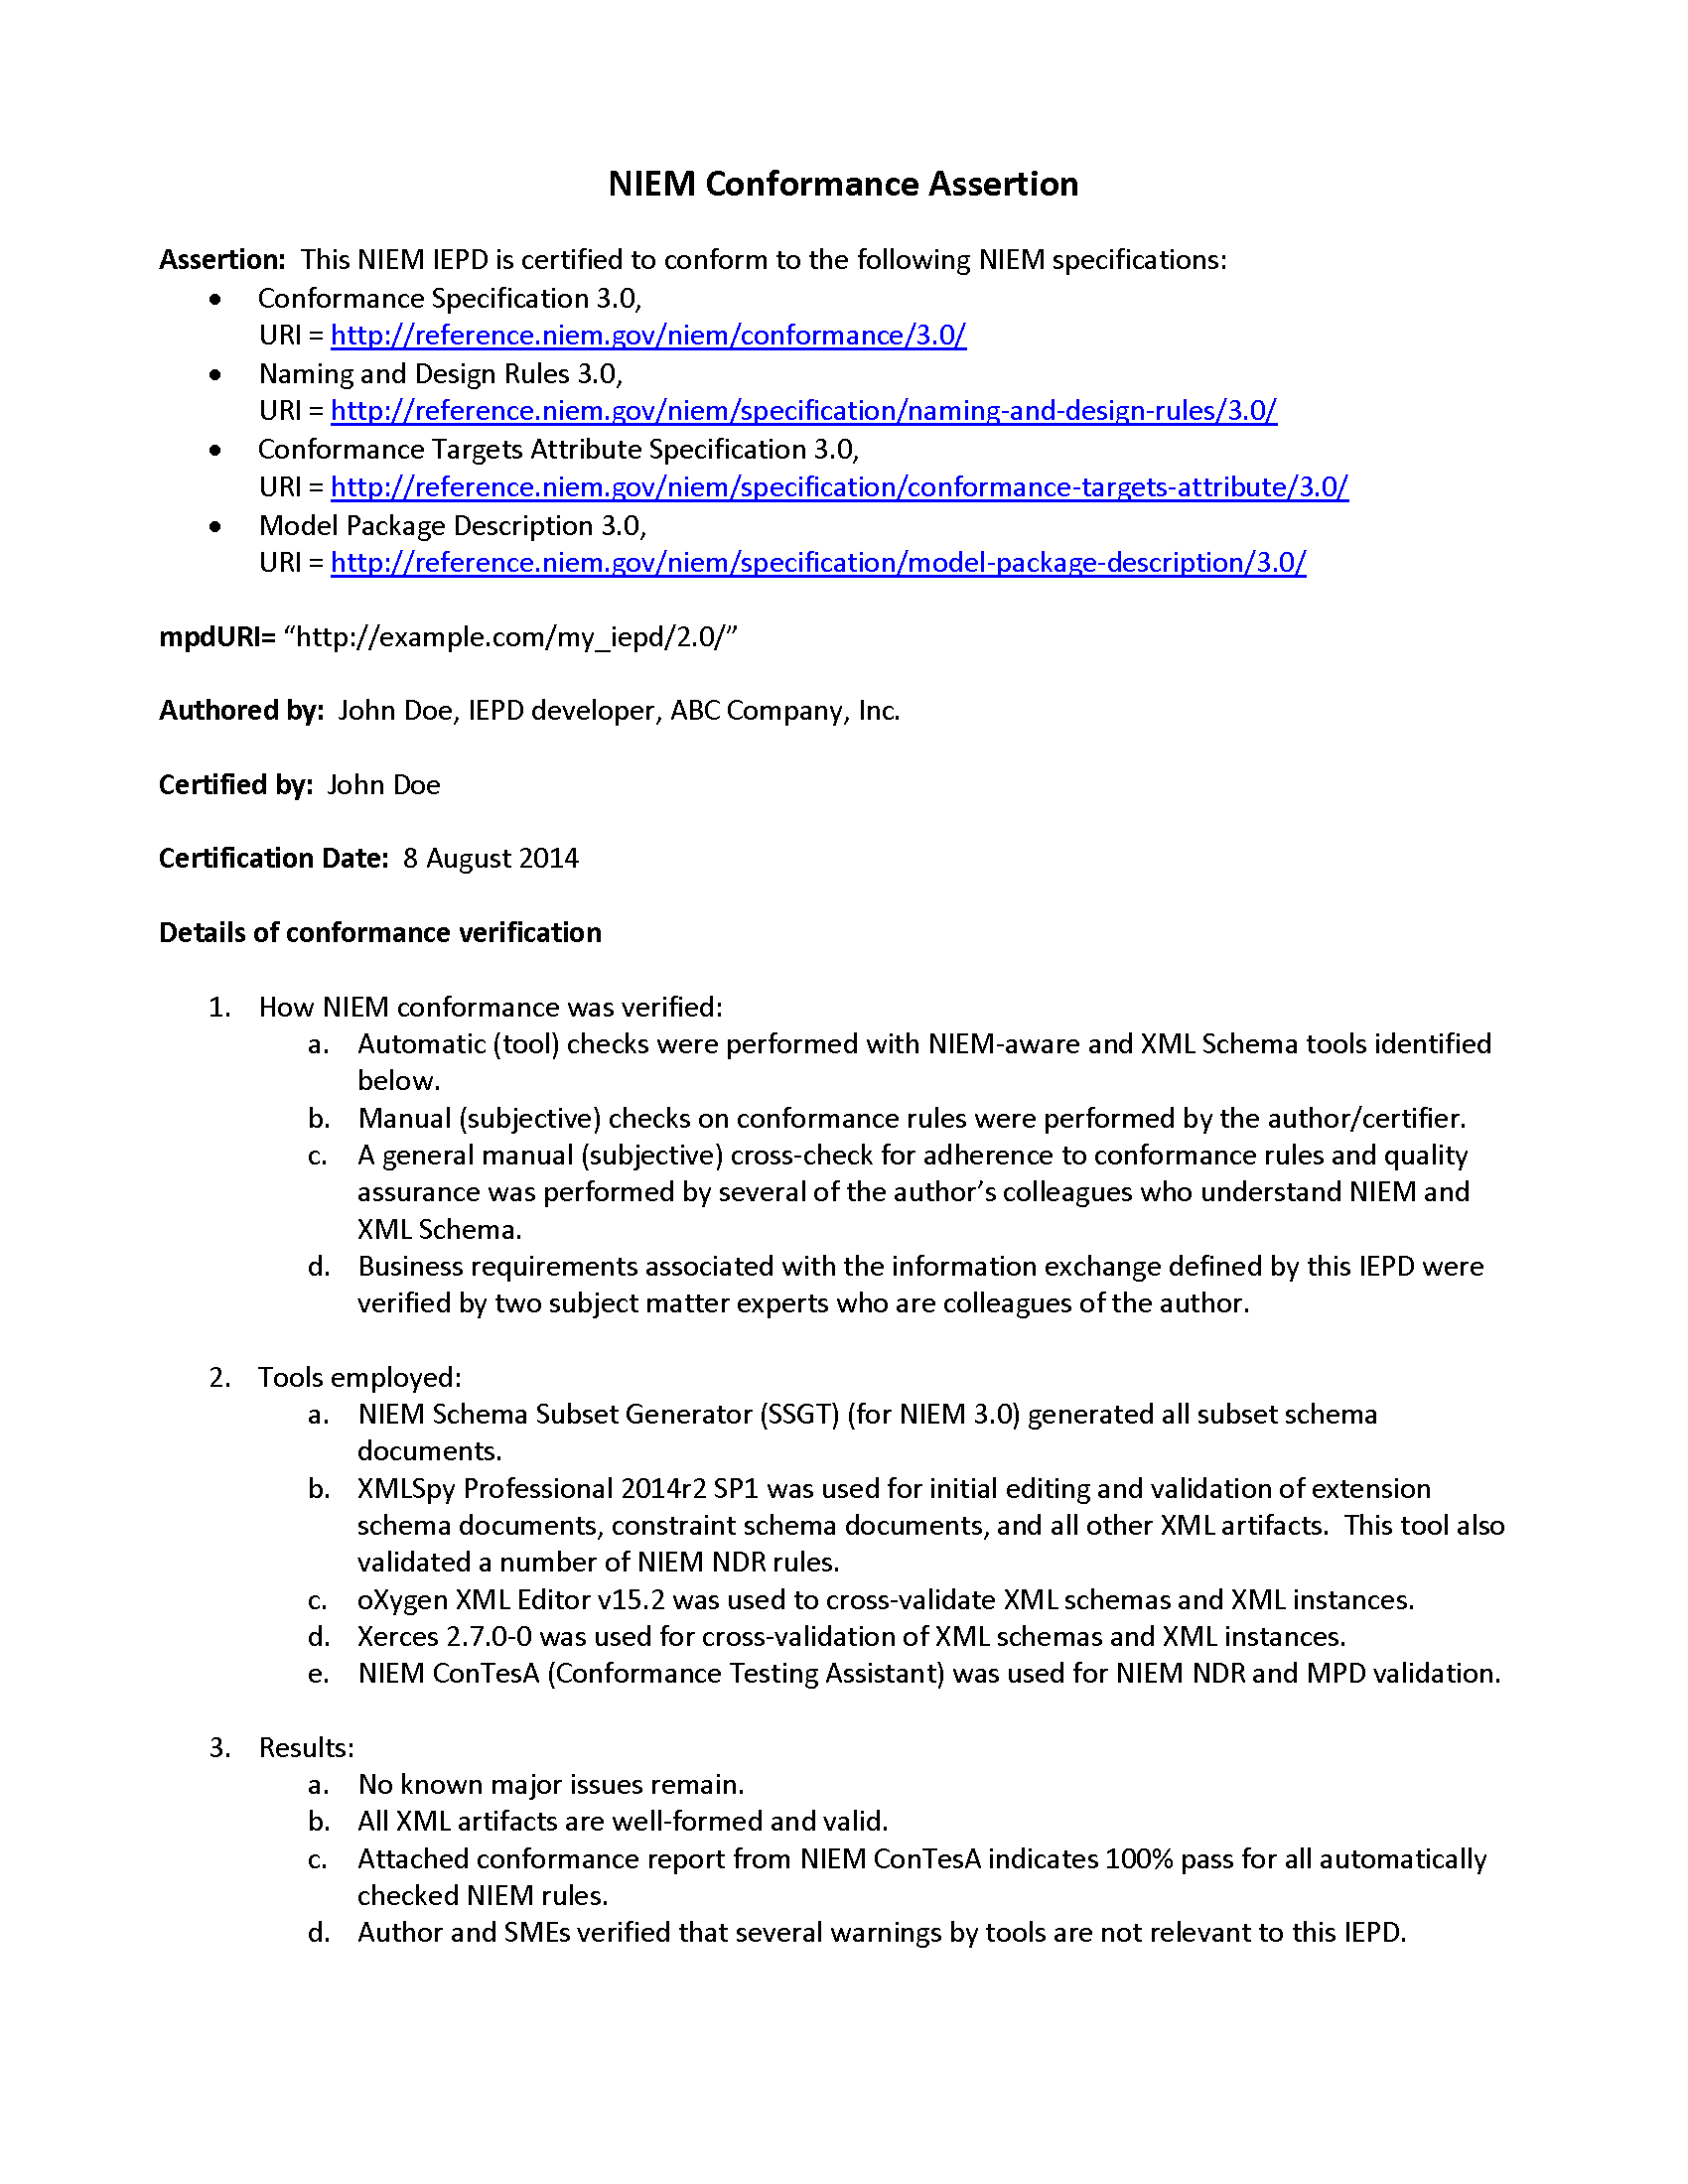 NIEM Conformance Assertion
Assertion:  This NIEM IEPD is certified to conform to the following NIEM specifications:
• Conformance Specification 3.0,
URI = http://reference.niem.gov/niem/conformance/3.0/
• Naming and Design Rules 3.0,
URI = http://reference.niem.gov/niem/specification/naming-and-design-rules/3.0/
• Conformance Targets Attribute Specification 3.0,
URI = http://reference.niem.gov/niem/specification/conformance-targets-attribute/3.0/
• Model Package Description 3.0,
URI = http://reference.niem.gov/niem/specification/model-package-description/3.0/
mpdURI= “http://example.com/my_iepd/2.0/”
Authored by:  John Doe, IEPD developer, ABC Company, Inc.
Certified by:  John Doe
Certification Date:  8 August 2014
Details of conformance verification
1. How NIEM conformance was verified:
a. Automatic (tool) checks were performed with NIEM-aware and XML Schema tools identified
below.
b. Manual (subjective) checks on conformance rules were performed by the author/certifier.
c. A general manual (subjective) cross-check for adherence to conformance rules and quality
assurance was performed by several of the author’s colleagues who understand NIEM and
XML Schema.
d. Business requirements associated with the information exchange defined by this IEPD were
verified by two subject matter experts who are colleagues of the author.
2. Tools employed:
a. NIEM Schema Subset Generator (SSGT) (for NIEM 3.0) generated all subset schema
documents.
b. XMLSpy Professional 2014r2 SP1 was used for initial editing and validation of extension
schema documents, constraint schema documents, and all other XML artifacts.  This tool also
validated a number of NIEM NDR rules.
c. oXygen XML Editor v15.2 was used to cross-validate XML schemas and XML instances.
d. Xerces 2.7.0-0 was used for cross-validation of XML schemas and XML instances.
e. NIEM ConTesA (Conformance Testing Assistant) was used for NIEM NDR and MPD validation.
3. Results:
a. No known major issues remain.
b. All XML artifacts are well-formed and valid.
c. Attached conformance report from NIEM ConTesA indicates 100% pass for all automatically
checked NIEM rules.
d. Author and SMEs verified that several warnings by tools are not relevant to this IEPD.